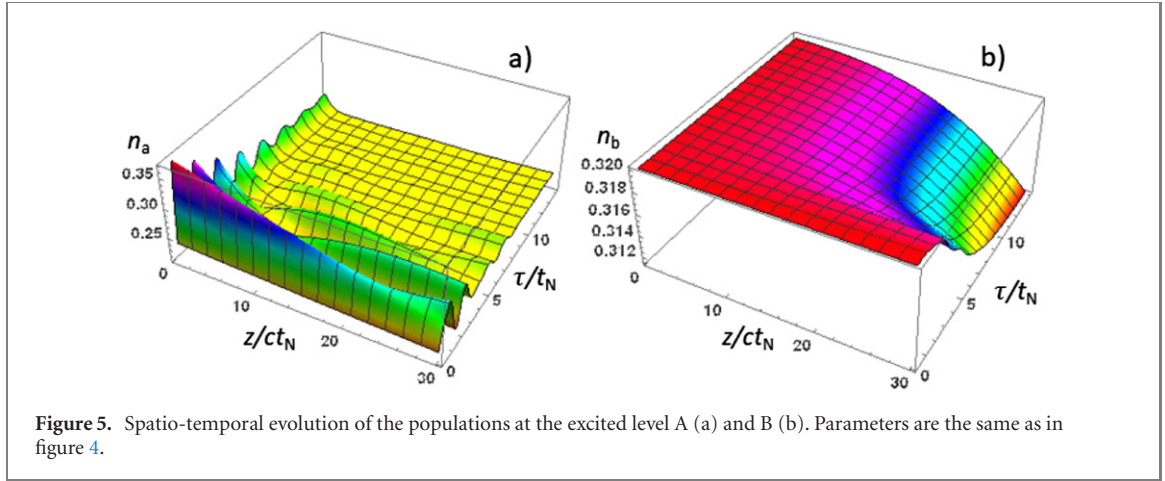 a)
n_a
0.35
0.30
0.25
0
10
20
30
z/ct_N
0
5
10
τ/t_N
b)
n_b
0.320
0.318
0.316
0.314
0.312
0
10
20
30
z/ct_N
0
5
10
τ/t_N
Figure 5. Spatio-temporal evolution of the populations at the excited level A (a) and B (b). Parameters are the same as in
figure 4.